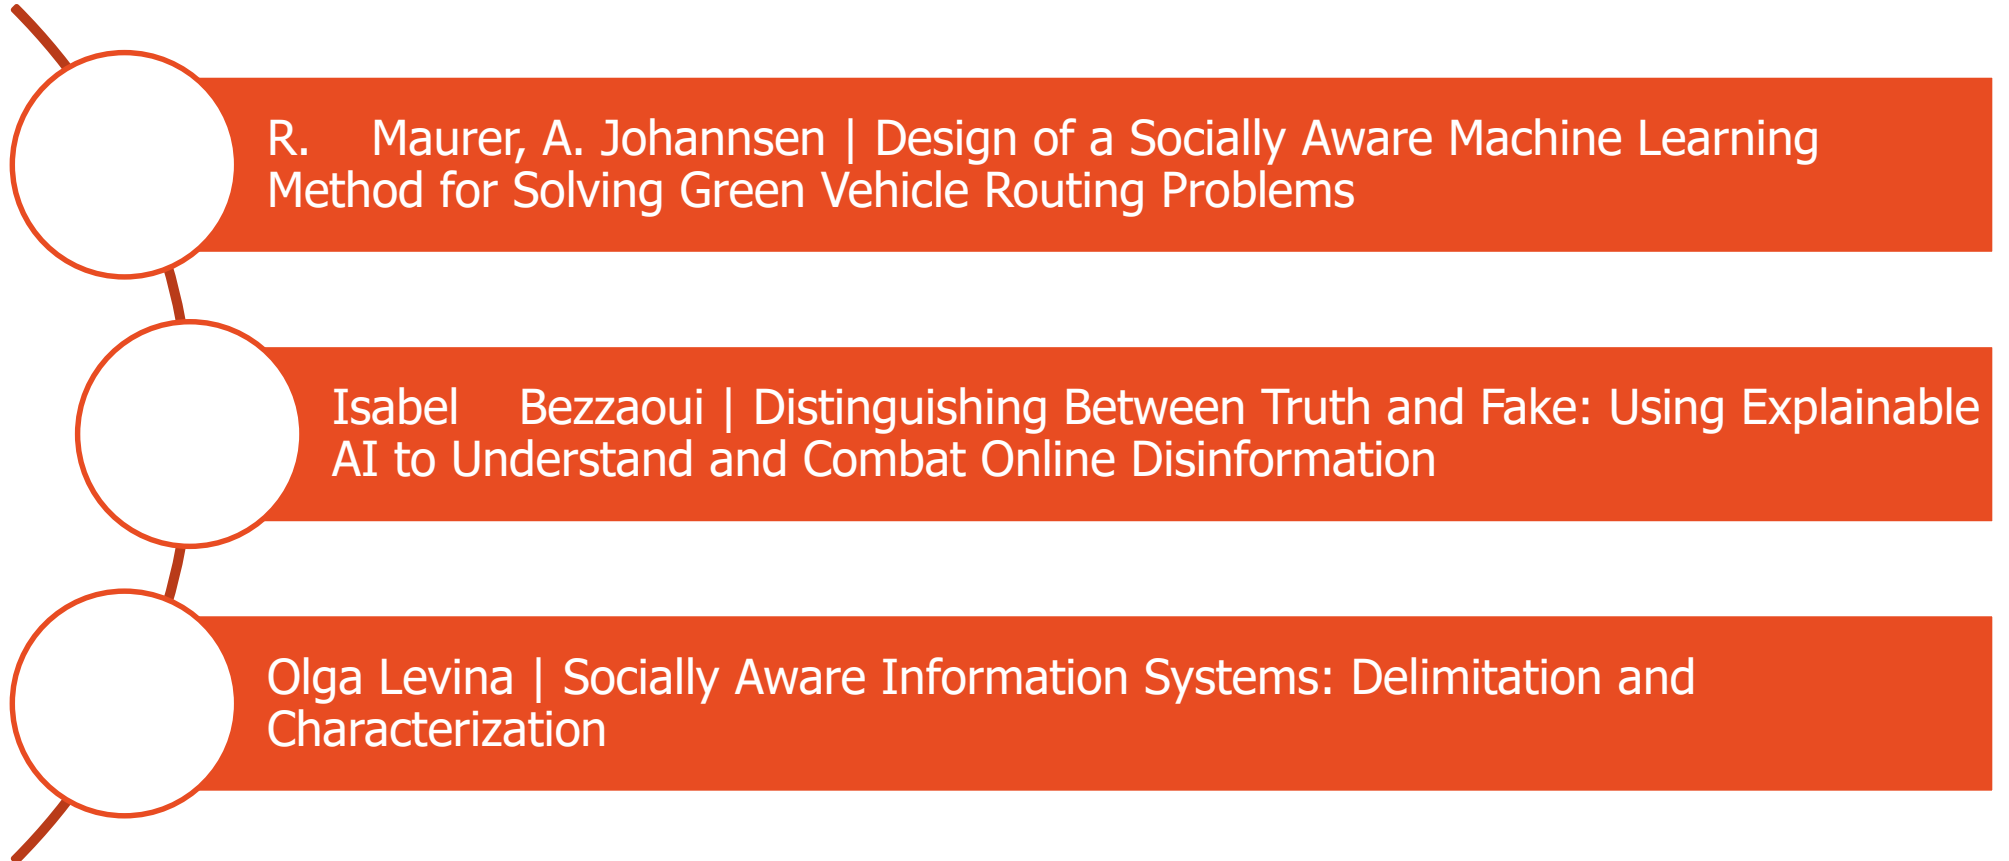 R. Maurer, A. Johannsen | Design of a Socially Aware Machine Learning
Method for Solving Green Vehicle Routing Problems
Isabel Bezzaoui | Distinguishing Between Truth and Fake: Using Explainable
AI to Understand and Combat Online Disinformation
Olga Levina | Socially Aware Information Systems: Delimitation and
Characterization